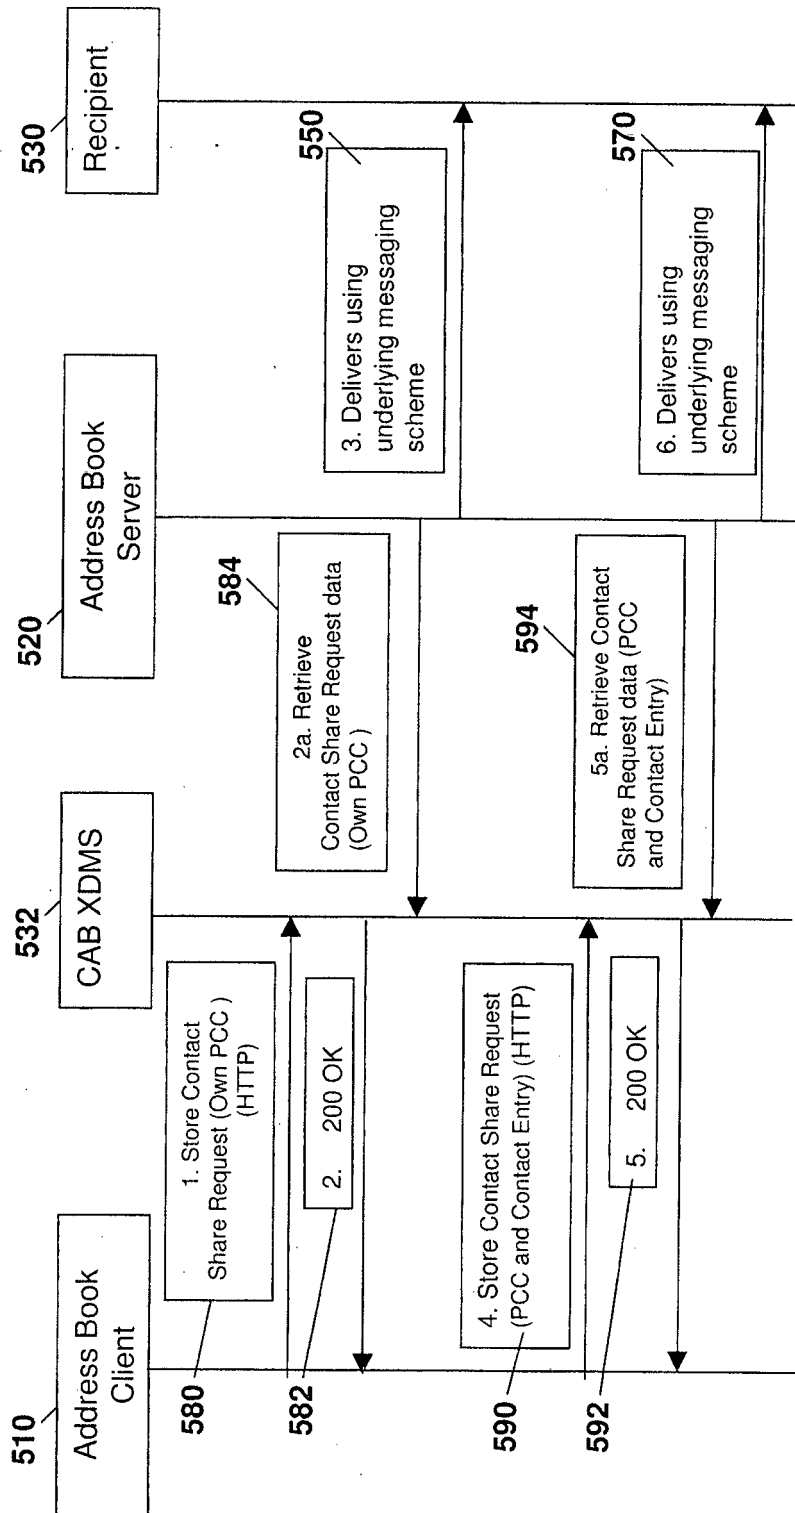 510
Address Book
Client
532
CAB XDMS
520
Address Book
Server
530
Recipient
580
1. Store Contact
Share Request (Own PCC )
(HTTP)
582
2. 200 OK
584
2a. Retrieve
Contact Share Request data
(Own PCC )
550
3. Delivers using
underlying messaging
scheme
590
4. Store Contact Share Request
(PCC and Contact Entry) (HTTP)
592
5. 200 OK
594
5a. Retrieve Contact
Share Request data (PCC
and Contact Entry)
570
6. Delivers using
underlying messaging
scheme